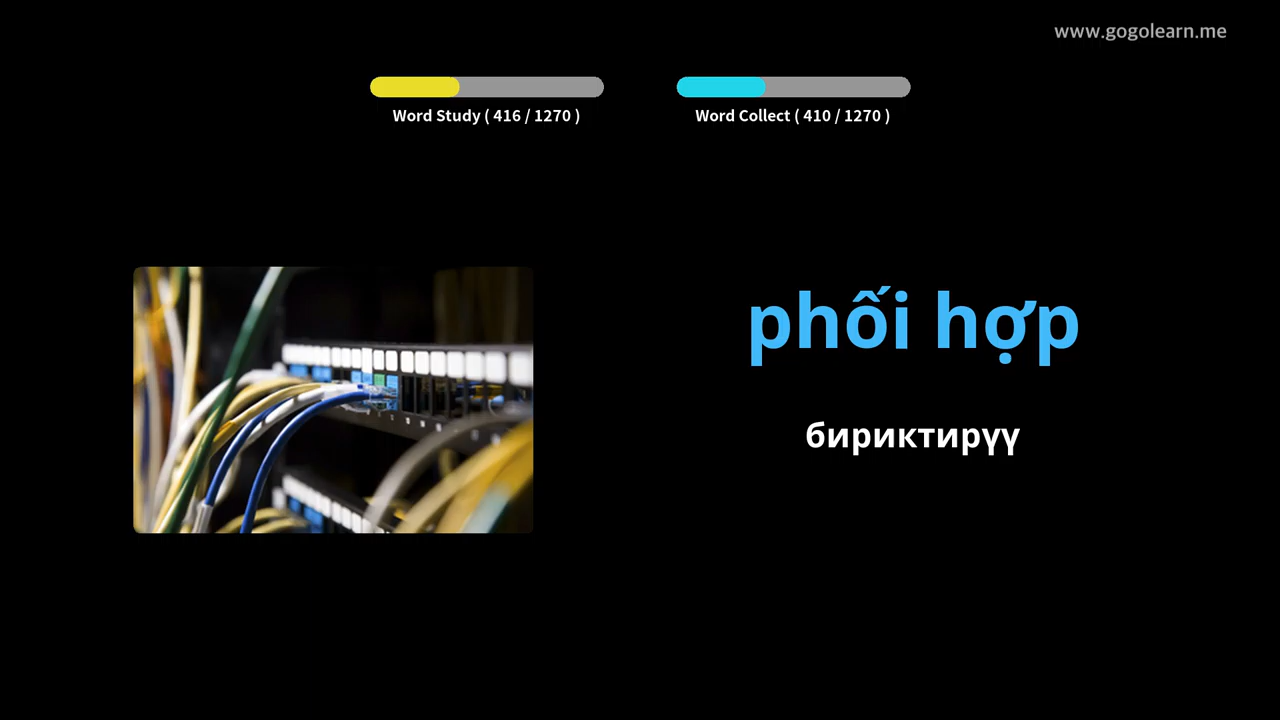 www.gogolearn.me
Word Study ( 416 / 1270 )
Word Collect ( 410 / 1270 )
phối hợp
бириктирүү